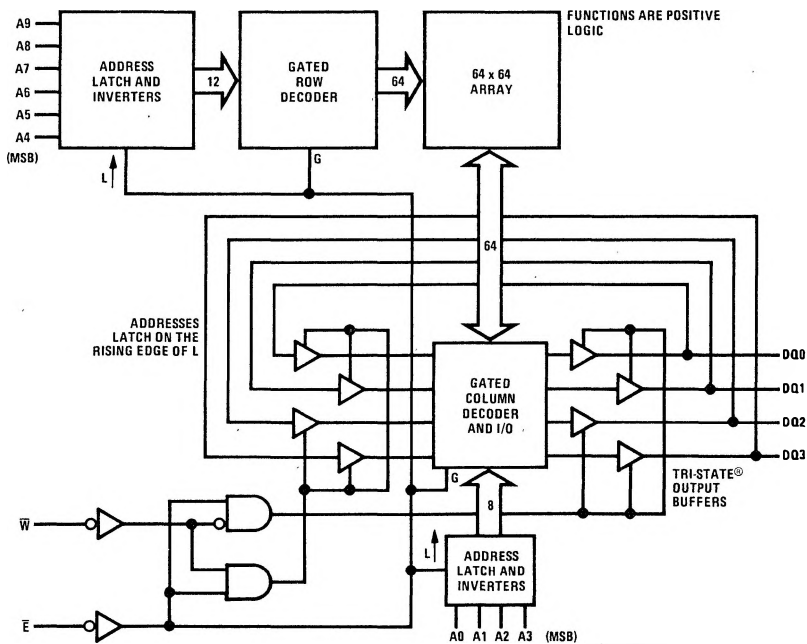 FUNCTIONS ARE POSITIVE
LOGIC
A9
A8
A7
A6
A5
A4
(MSB)
ADDRESS
LATCH AND
INVERTERS
12
GATED
ROW
DECODER
64
64 x 64
ARRAY
L
G
64
ADDRESSES
LATCH ON THE
RISING EDGE OF L
GATED
COLUMN
DECODER
AND I/O
G
DQ0
DQ1
DQ2
DQ3
TRI-STATE®
OUTPUT
BUFFERS
8
W̅
E̅
L
ADDRESS
LATCH AND
INVERTERS
A0 A1 A2 A3 (MSB)